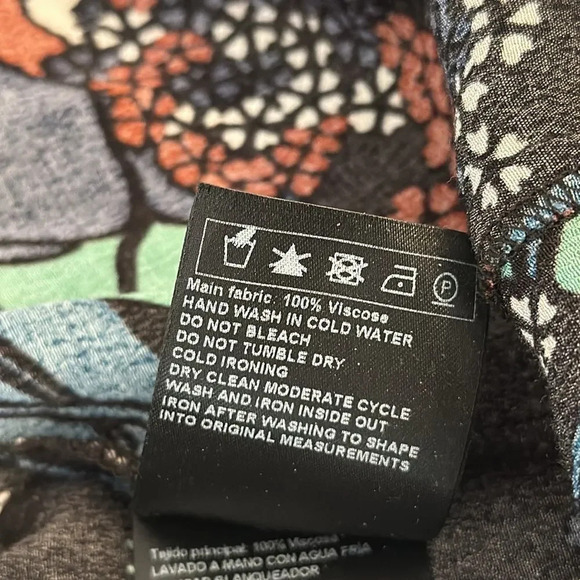 P
Main fabric: 100% Viscose
HAND WASH IN COLD WATER
DO NOT BLEACH
DO NOT TUMBLE DRY
COLD IRONING
DRY CLEAN MODERATE CYCLE
WASH AND IRON INSIDE OUT
IRON AFTER WASHING TO SHAPE
INTO ORIGINAL MEASUREMENTS
Tejido principal: 100% Viscosa
LAVADO A MANO CON AGUA FRIA
BLANQUEADOR